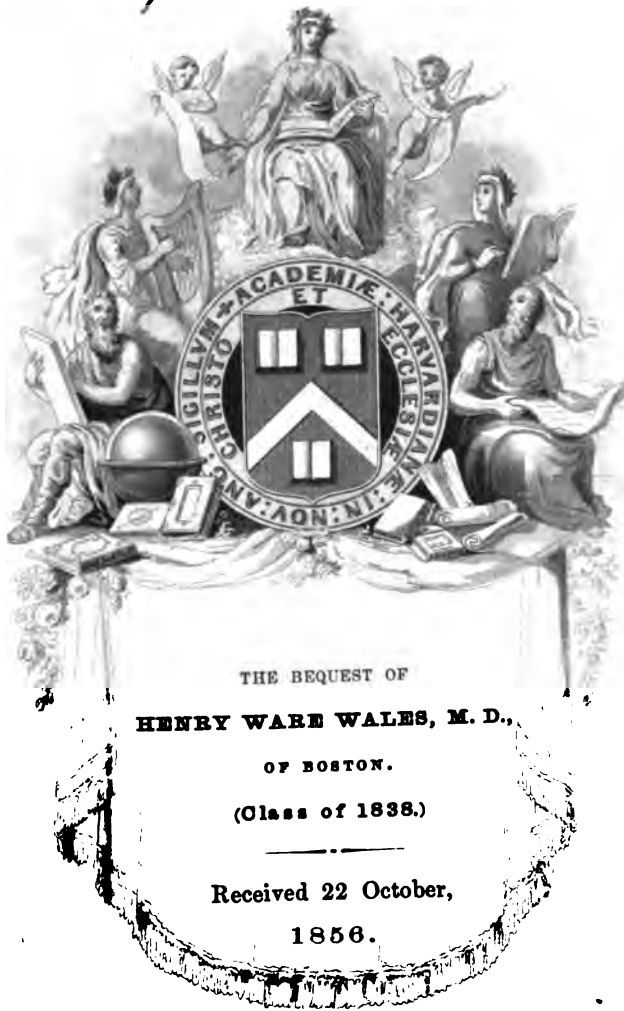 SIGILLVM ✢ ACADEMIÆ: HARVARDIANÆ: IN: NOV: ANG:
CHRISTO ET ECCLESIÆ
THE BEQUEST OF
HENRY WARE WALES, M. D.,
OF BOSTON.
(Class of 1838.)
Received 22 October,
1856.